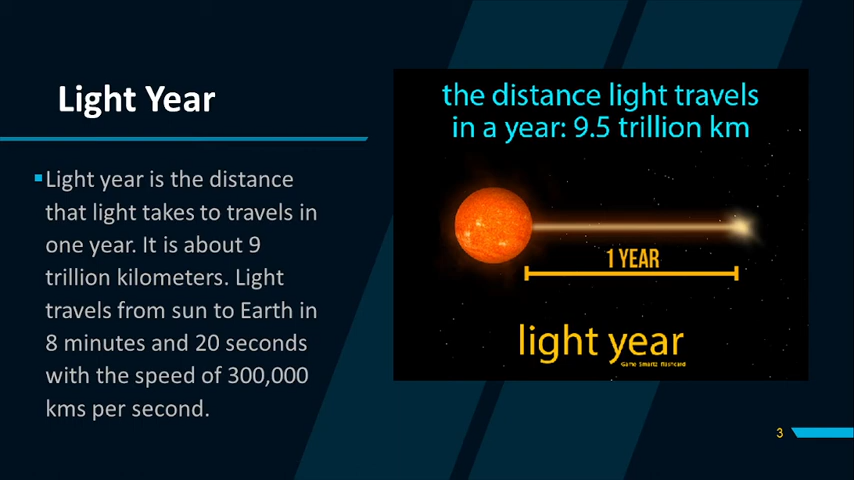 Light Year
Light year is the distance
that light takes to travels in
one year. It is about 9
trillion kilometers. Light
travels from sun to Earth in
8 minutes and 20 seconds
with the speed of 300,000
kms per second.
the distance light travels
in a year: 9.5 trillion km
1 YEAR
light year
Game Smartz flashcard
3